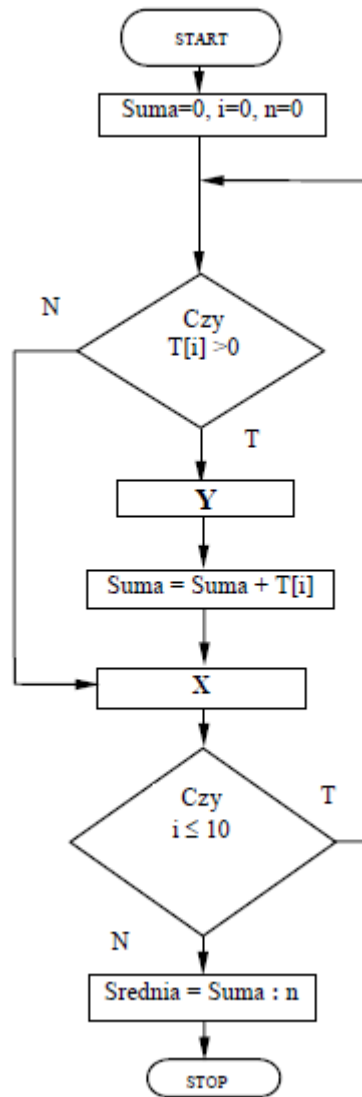 START
Suma=0, i=0, n=0
N
Czy
T[i] >0
T
Y
Suma = Suma + T[i]
X
Czy
i ≤ 10
T
N
Srednia = Suma : n
STOP